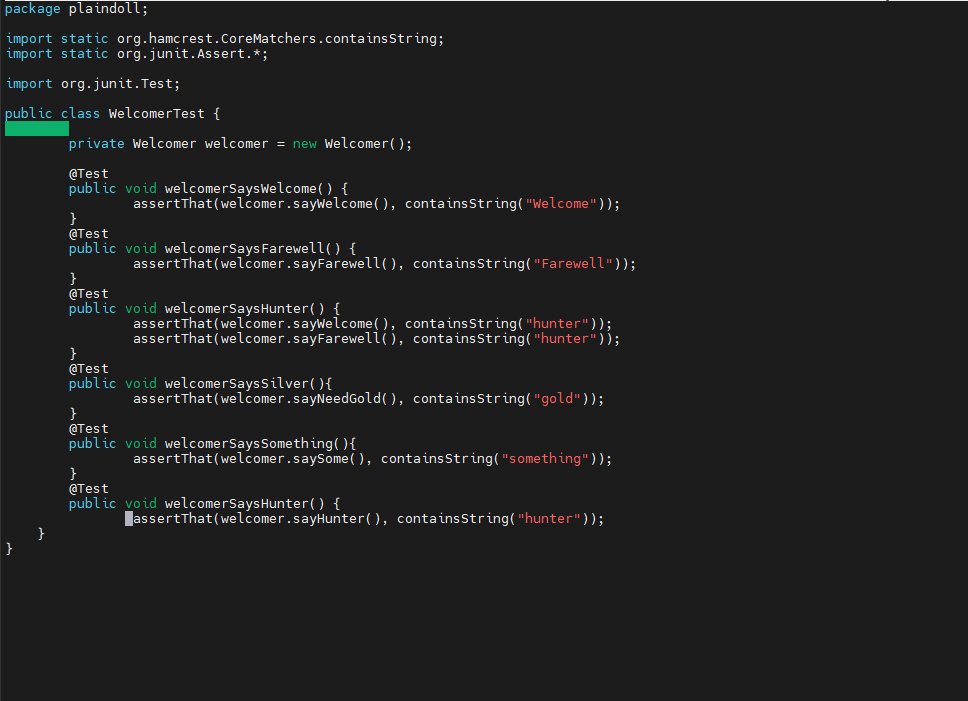 package plaindoll;

import static org.hamcrest.CoreMatchers.containsString;
import static org.junit.Assert.*;

import org.junit.Test;

public class WelcomerTest {

        private Welcomer welcomer = new Welcomer();

        @Test
        public void welcomerSaysWelcome() {
                assertThat(welcomer.sayWelcome(), containsString("Welcome"));
        }
        @Test
        public void welcomerSaysFarewell() {
                assertThat(welcomer.sayFarewell(), containsString("Farewell"));
        }
        @Test
        public void welcomerSaysHunter() {
                assertThat(welcomer.sayWelcome(), containsString("hunter"));
                assertThat(welcomer.sayFarewell(), containsString("hunter"));
        }
        @Test
        public void welcomerSaysSilver(){
                assertThat(welcomer.sayNeedGold(), containsString("gold"));
        }
        @Test
        public void welcomerSaysSomething(){
                assertThat(welcomer.saySome(), containsString("something"));
        }
        @Test
        public void welcomerSaysHunter() {
                assertThat(welcomer.sayHunter(), containsString("hunter"));
    }
}